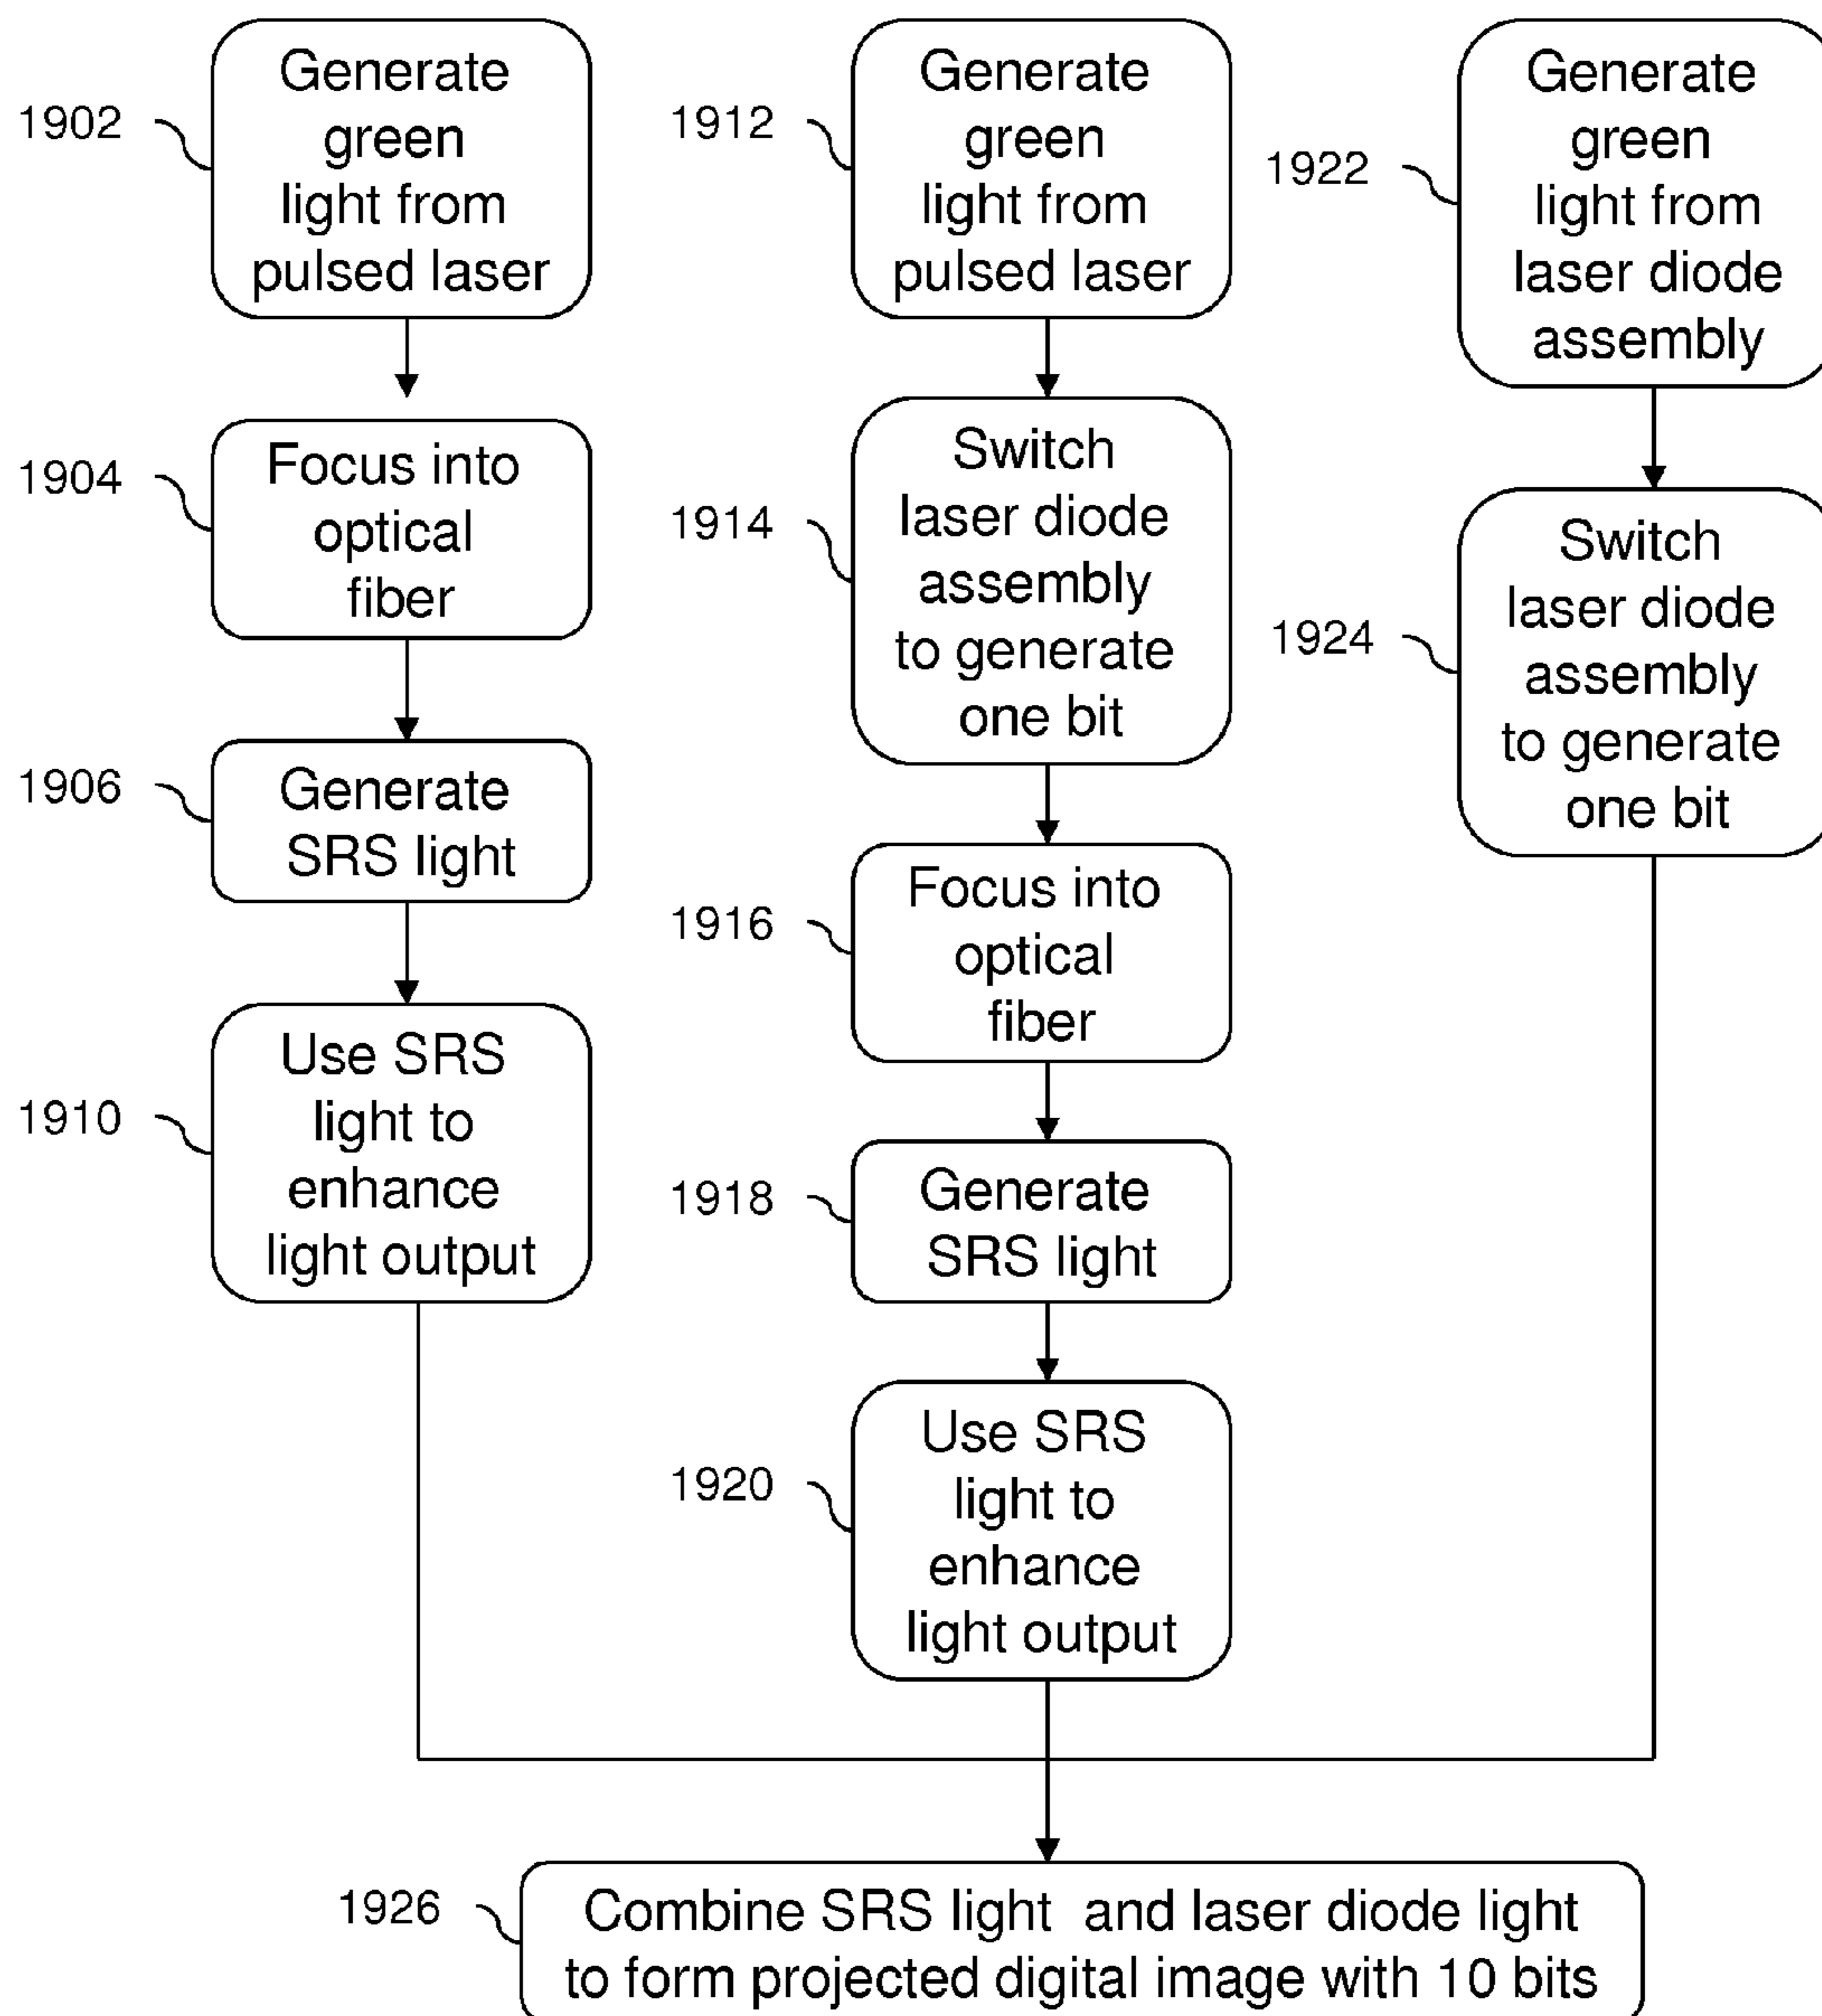 1902
Generate
green
light from
pulsed laser
1904
Focus into
optical
fiber
1906
Generate
SRS light
1910
Use SRS
light to
enhance
light output
1912
Generate
green
light from
pulsed laser
1914
Switch
laser diode
assembly
to generate
one bit
1916
Focus into
optical
fiber
1918
Generate
SRS light
1920
Use SRS
light to
enhance
light output
1922
Generate
green
light from
laser diode
assembly
1924
Switch
laser diode
assembly
to generate
one bit
1926
Combine SRS light and laser diode light
to form projected digital image with 10 bits